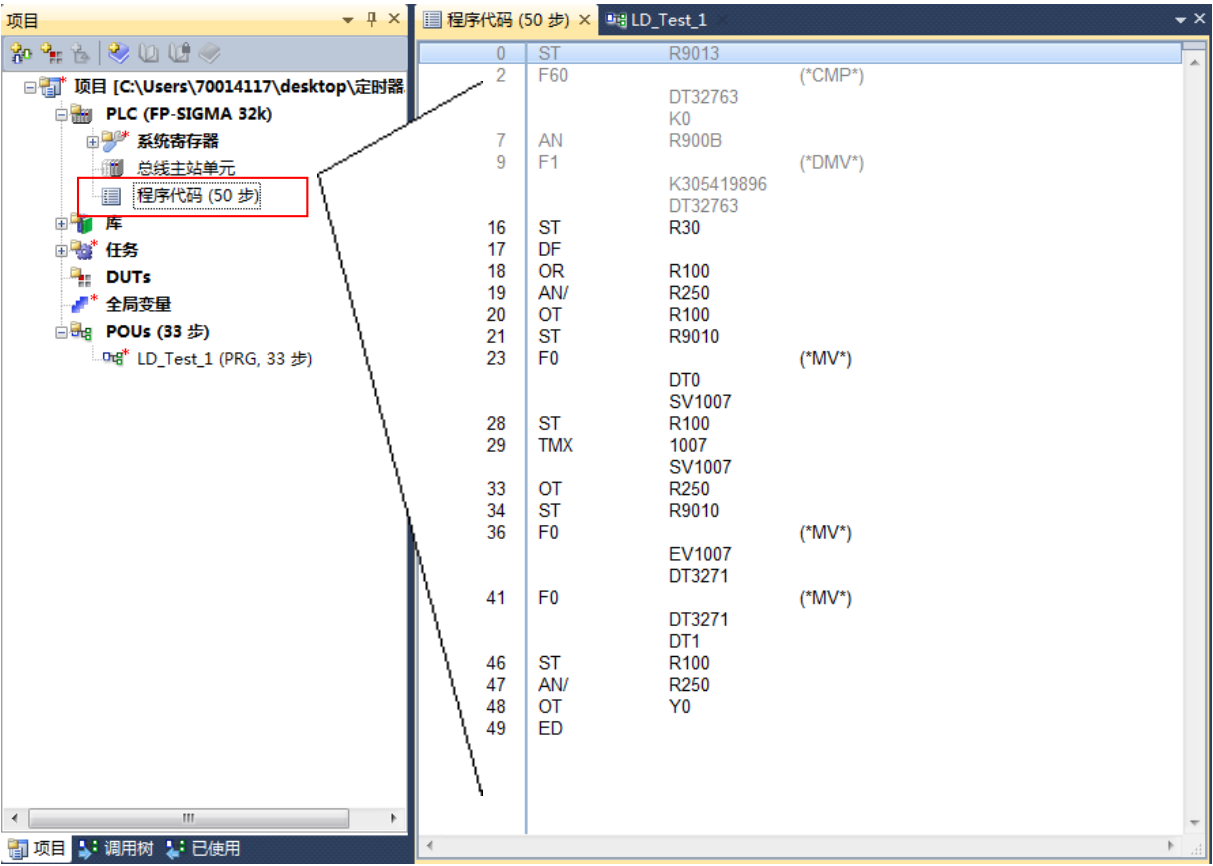 项目
项目 [C:\Users\70014117\desktop\定时器
PLC (FP-SIGMA 32k)
系统寄存器
总线主站单元
程序代码 (50 步)
库
任务
DUTs
全局变量
POUs (33 步)
LD_Test_1 (PRG, 33 步)
项目 调用树 已使用
程序代码 (50 步) LD_Test_1
0 ST R9013
2 F60 (*CMP*)
DT32763
K0
7 AN R900B
9 F1 (*DMV*)
K305419896
DT32763
16 ST R30
17 DF
18 OR R100
19 AN/ R250
20 OT R100
21 ST R9010
23 F0 (*MV*)
DT0
SV1007
28 ST R100
29 TMX 1007
SV1007
33 OT R250
34 ST R9010
36 F0 (*MV*)
EV1007
DT3271
41 F0 (*MV*)
DT3271
DT1
46 ST R100
47 AN/ R250
48 OT Y0
49 ED